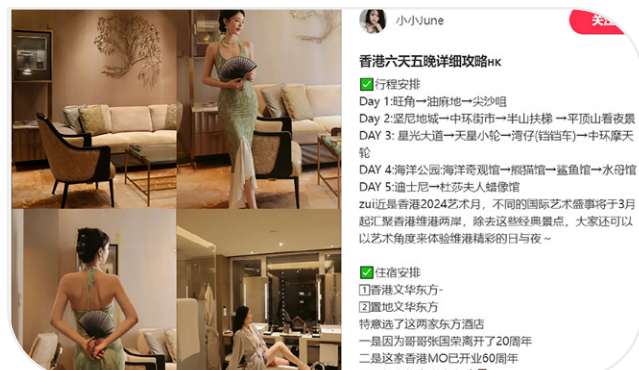 小小June
关注
香港六天五晚详细攻略🇭🇰
✅行程安排
Day 1:旺角→油麻地→尖沙咀
Day 2:坚尼地城→中环街市→半山扶梯 →平顶山看夜景
DAY 3: 星光大道→天星小轮→湾仔(铛铛车)→中环摩天
轮
DAY 4:海洋公园:海洋奇观馆→熊猫馆→鲨鱼馆→水母馆
DAY 5:迪士尼→杜莎夫人蜡像馆
zui近是香港2024艺术月，不同的国际艺术盛事将于3月
起汇聚香港维港两岸，除去这些经典景点，大家还可以
以艺术角度来体验维港精彩的日与夜～
✅住宿安排
1️⃣香港文华东方-
2️⃣置地文华东方
特意选了这两家东方酒店
一是因为哥哥张国荣离开了20周年
二是这家香港MO已开业60周年